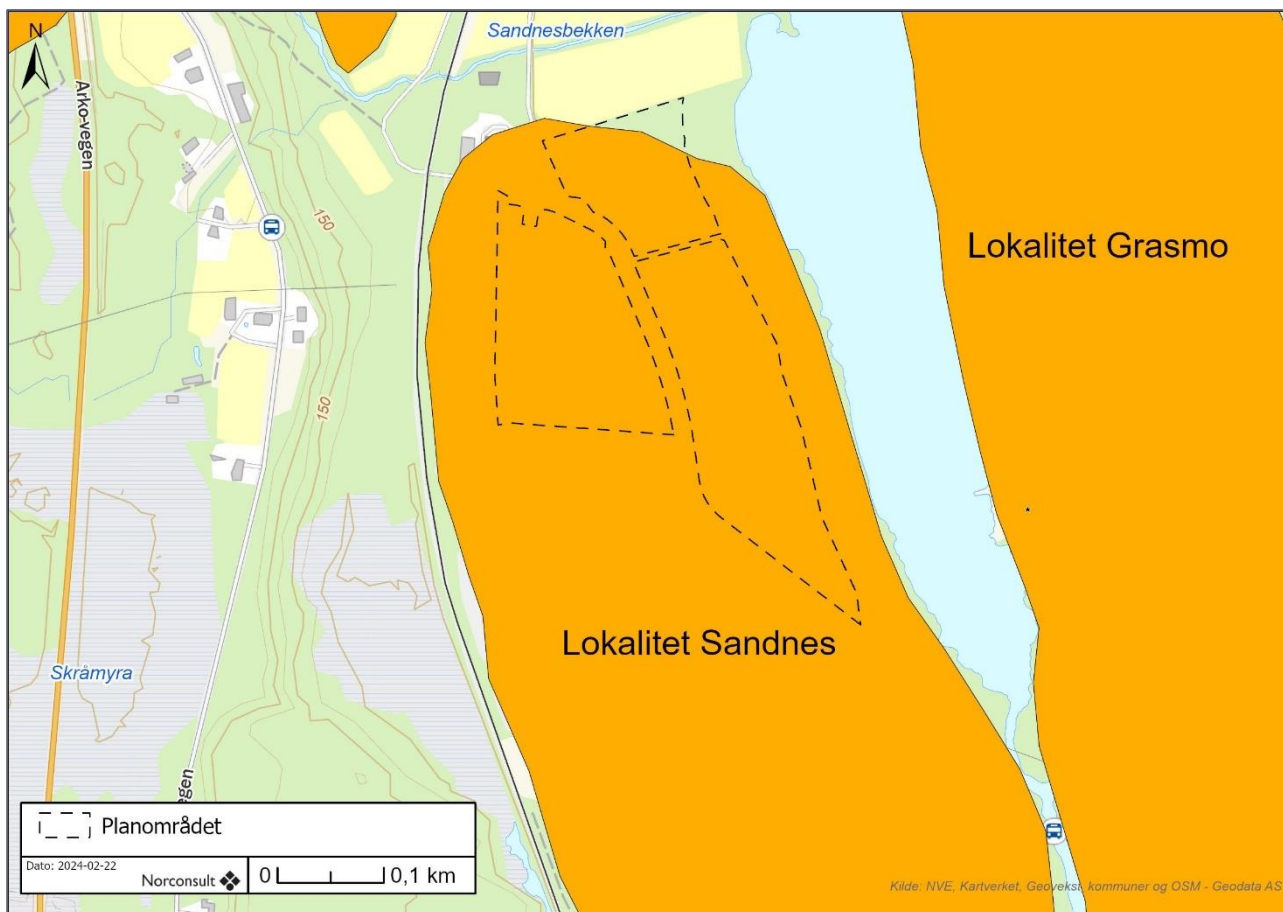 Sandnesbekken
N
Arko-vegen
150
Lokalitet Grasmo
150
Lokalitet Sandnes
Skråmyra
Planområdet
Dato: 2024-02-22
Norconsult
0 0,1 km
Kilde: NVE, Kartverket, Geovekst, kommuner og OSM - Geodata AS